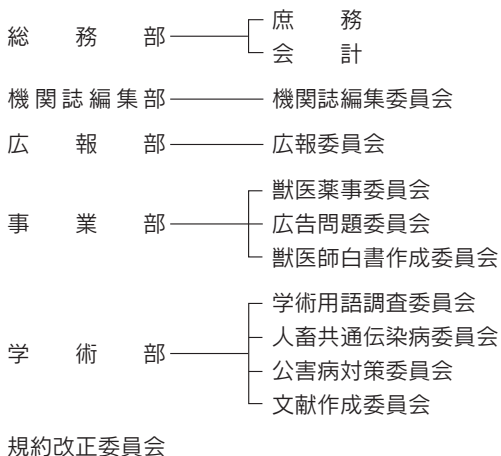 総務部
庶務
会計
機関誌編集部
機関誌編集委員会
広報部
広報委員会
事業部
獣医薬事委員会
広告問題委員会
獣医師白書作成委員会
学術部
学術用語調査委員会
人畜共通伝染病委員会
公害病対策委員会
文献作成委員会
規約改正委員会